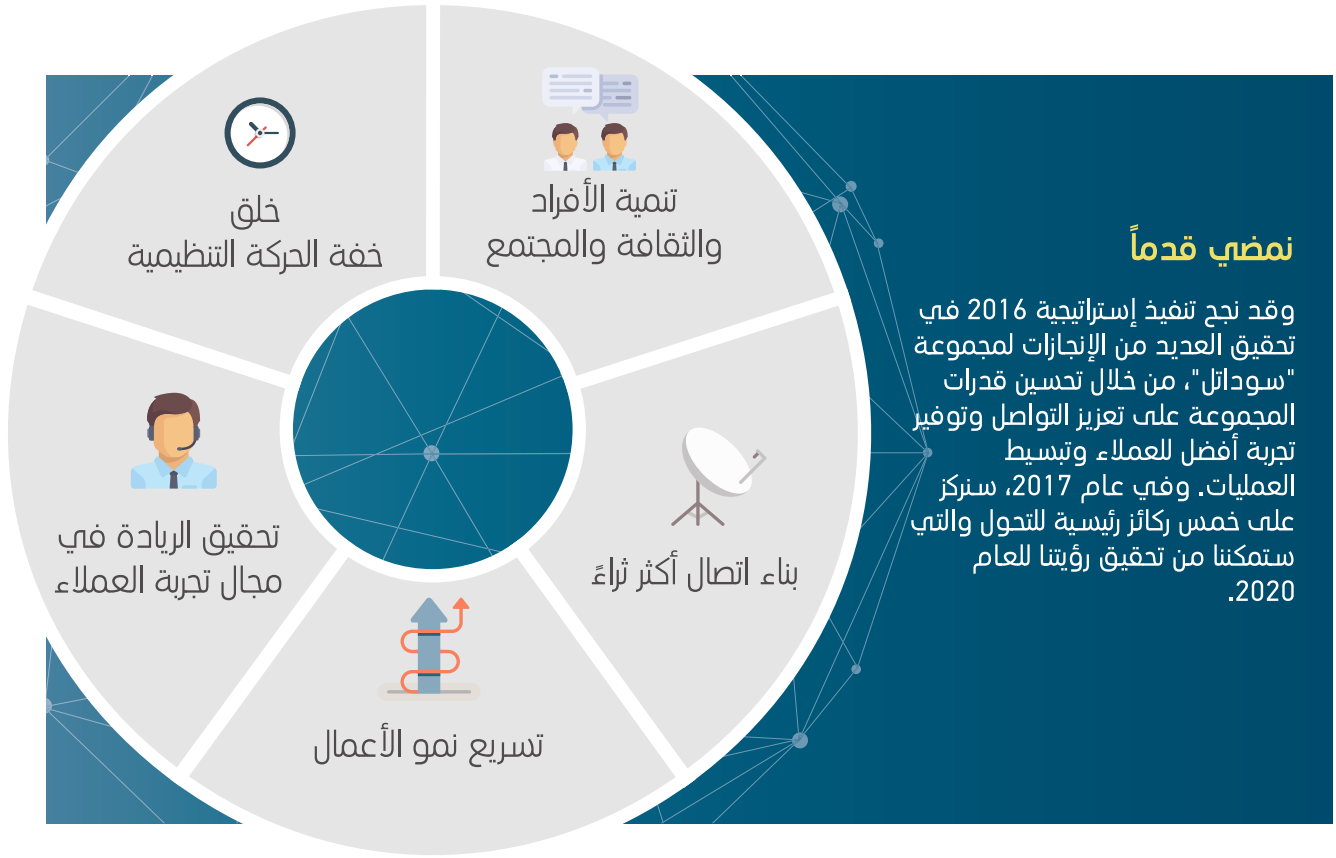 نمضي قدماً
وقد نجح تنفيذ إستراتيجية 2016 في
تحقيق العديد من الإنجازات لمجموعة
"سوداتل"، من خلال تحسين قدرات
المجموعة على تعزيز التواصل وتوفير
تجربة أفضل للعملاء وتبسيط
العمليات. وفي عام 2017، سنركز
على خمس ركائز رئيسية للتحول والتي
ستمكننا من تحقيق رؤيتنا للعام
2020.
تنمية الأفراد
والثقافة والمجتمع
بناء اتصال أكثر ثراءً
تسريع نمو الأعمال
تحقيق الريادة في
مجال تجربة العملاء
خلق
خفة الحركة التنظيمية